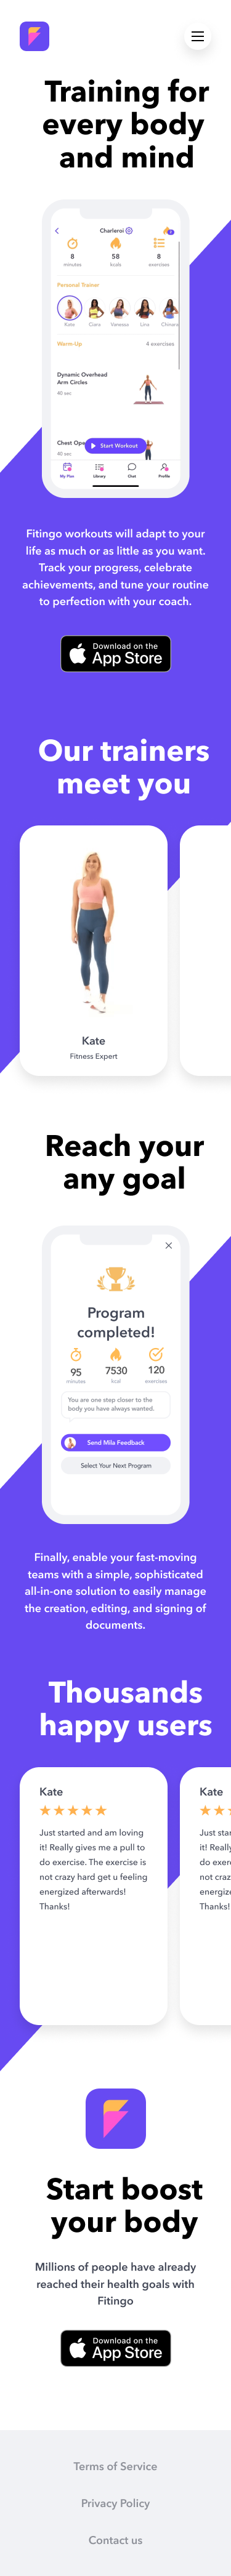 Training for
every body
and mind
Charleroi
8
58
8
minutes
kcals
exercises
Personal Trainer
Kate
Ciara
Vanessa
Line
Warm-Up
4 exercises
Dynamic Overhead
Arm Circles
40 sec
Chest Ope
40 sec
Start Workout
My Plan
Library
Chat
Profile
Fitingo workouts will adapt to your
life as much or as little as you want.
Track your progress, celebrate
achievements, and tune your routine
to perfection with your coach.
Download on the
App Store
Our trainers
meet you
Kate
Fitness Expert
Reach your
any goal
Program
completed!
95
7530
120
minutes
kcal
exercises
You are one step closer to the
body you have always wanted.
Send Mila Feedback
Select Your Next Program
Finally, enable your fast-moving
teams with a simple, sophisticated
all-in-one solution to easily manage
the creation, editing, and signing of
documents.
Thousands
happy users
Kate
Just started and am loving
it! Really gives me a pull to
do exercise. The exercise is
not crazy hard get u feeling
energized afterwards!
Thanks!
Kate
Just star
it! Reall
do exer
not craz
energiz
Thanks!
Start boost
your body
Millions of people have already
reached their health goals with
Fitingo
Download on the
App Store
Terms of Service
Privacy Policy
Contact us